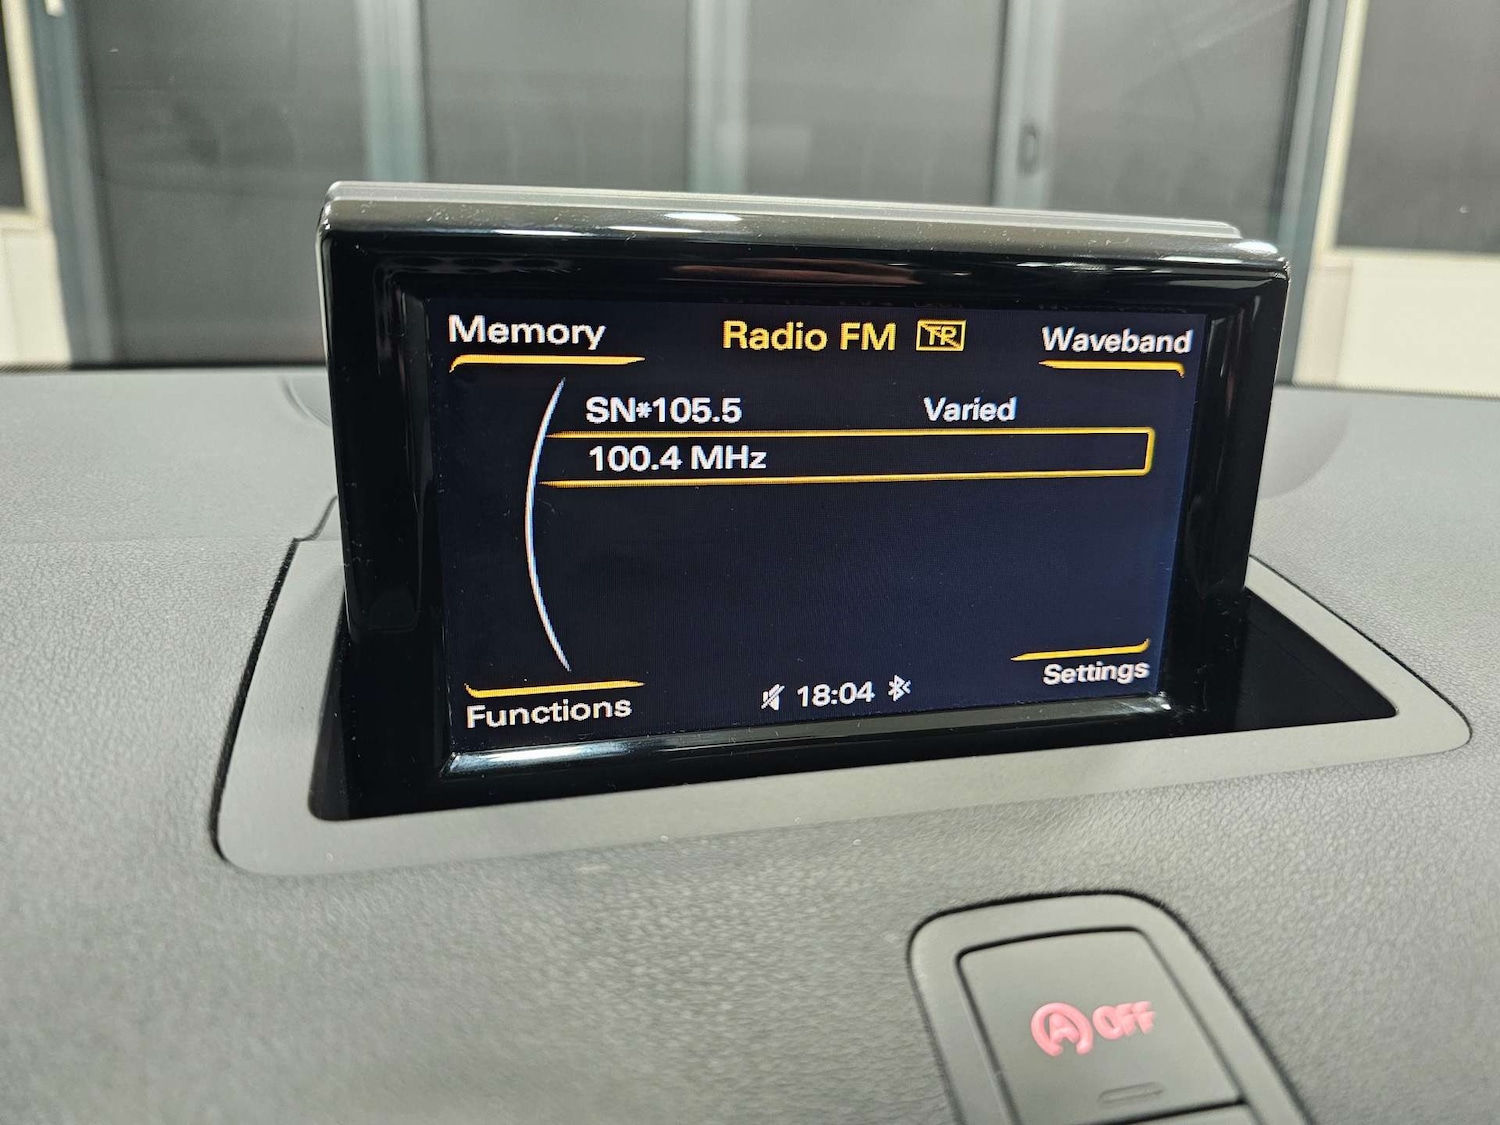 Memory
Radio FM TP
Waveband
SN*105.5 Varied
100.4 MHz
Functions
18:04
Settings
A OFF